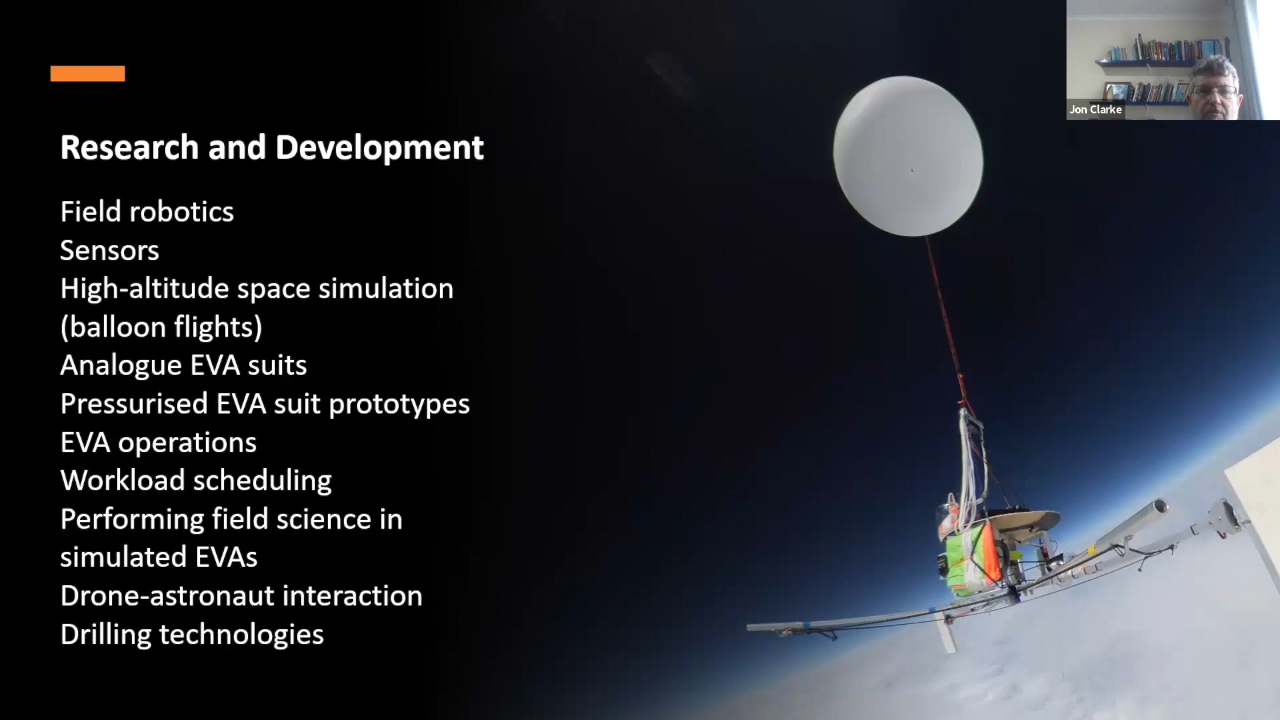 Research and Development
Field robotics
Sensors
High-altitude space simulation
(balloon flights)
Analogue EVA suits
Pressurised EVA suit prototypes
EVA operations
Workload scheduling
Performing field science in
simulated EVAs
Drone-astronaut interaction
Drilling technologies
Jon Clarke